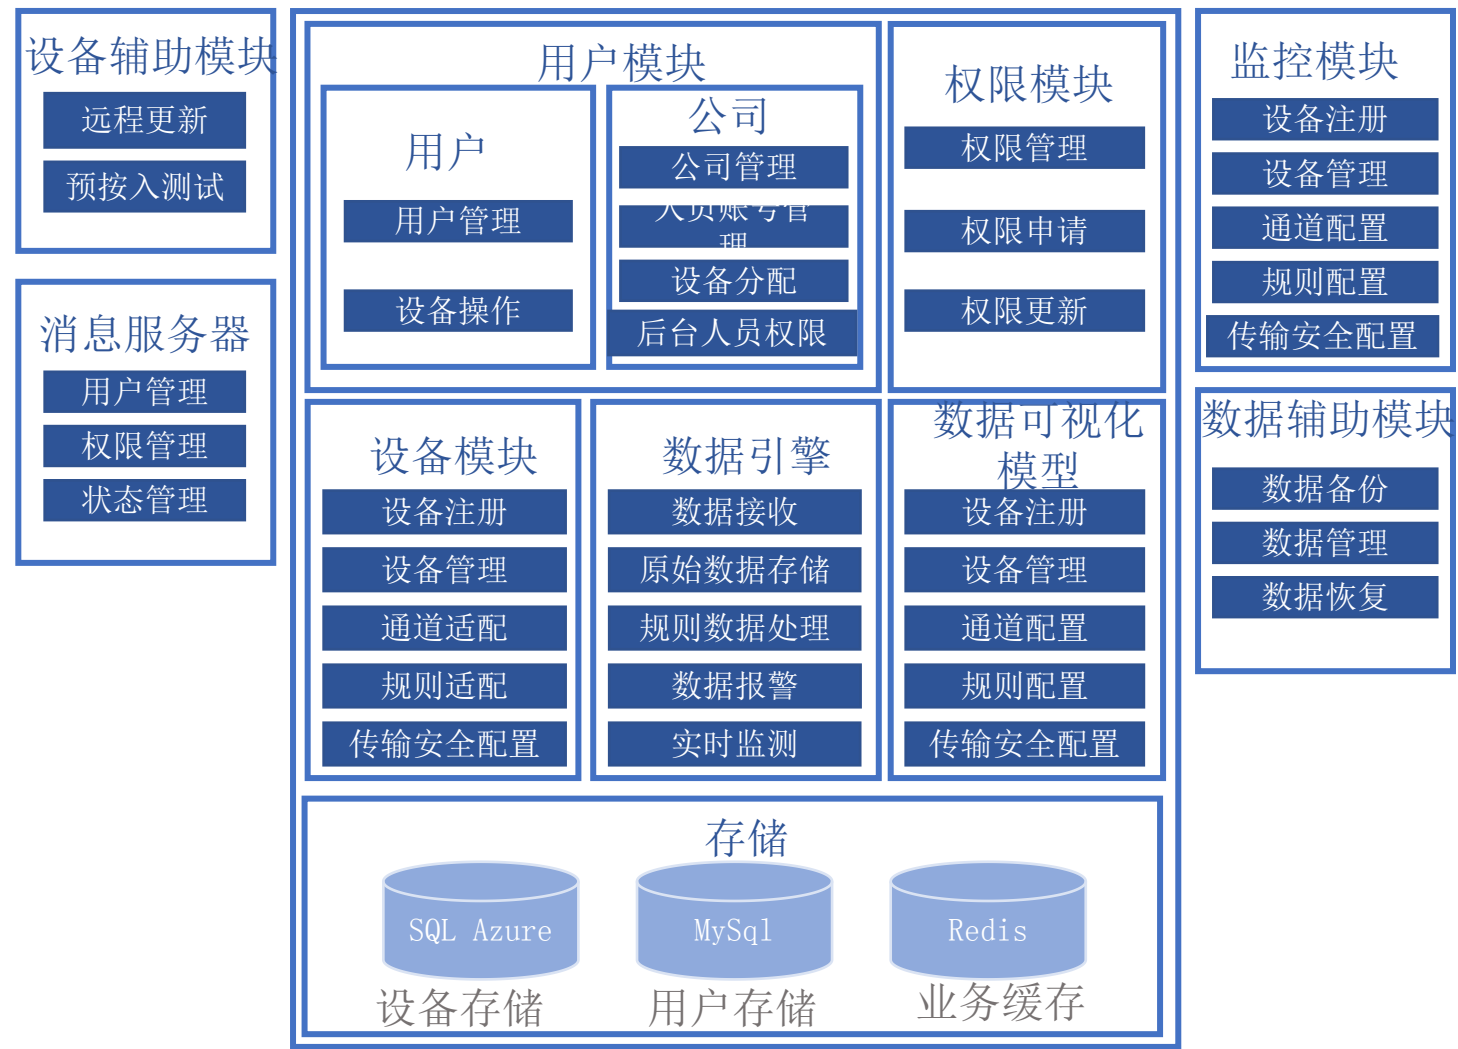 设备辅助模块
远程更新
预按入测试
消息服务器
用户管理
权限管理
状态管理
用户模块
用户
用户管理
设备操作
公司
公司管理
人员账号管
理
设备分配
后台人员权限
权限模块
权限管理
权限申请
权限更新
设备模块
设备注册
设备管理
通道适配
规则适配
传输安全配置
数据引擎
数据接收
原始数据存储
规则数据处理
数据报警
实时监测
数据可视化
模型
设备注册
设备管理
通道配置
规则配置
传输安全配置
存储
SQL Azure
MySql
Redis
设备存储
用户存储
业务缓存
监控模块
设备注册
设备管理
通道配置
规则配置
传输安全配置
数据辅助模块
数据备份
数据管理
数据恢复